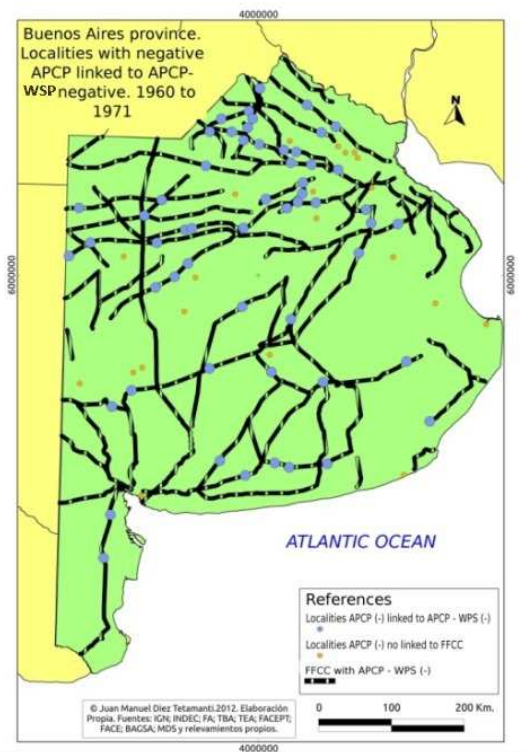 4000000
Buenos Aires province.
Localities with negative
APCP linked to APCP-
WSP negative. 1960 to
1971
N
6000000
6000000
ATLANTIC OCEAN
References
Localities APCP (-) linked to APCP - WPS (-)
Localities APCP (-) no linked to FFCC
FFCC with APCP - WPS (-)
© Juan Manuel Diez Tetamanti.2012. Elaboración
Propia. Fuentes: IGN; INDEC; FA; TBA; TEA; FACEPT;
FACE; BAGSA; MDS y relevamientos propios.
0 100 200 Km.
4000000